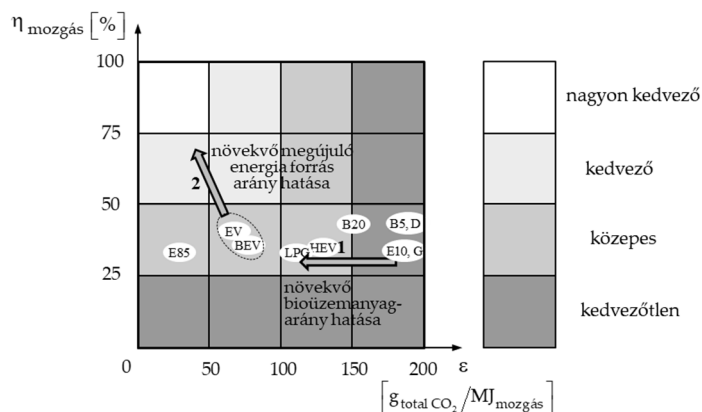 η mozgás [%]
100
nagyon kedvező
75
növekvő megújuló
energia forrás
arány hatása
kedvező
2
50
B20
B5, D
EV
BEV
E85
LPG
HEV
1
E10, G
közepes
25
növekvő
bioüzemanyag-
arány hatása
kedvezőtlen
0
50
100
150
200
ε
[g total CO₂/MJ mozgás]